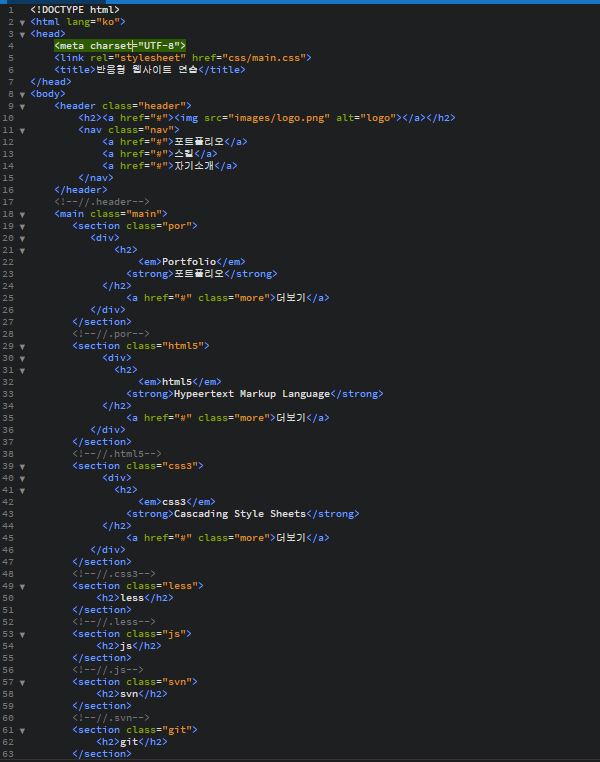 1 <!DOCTYPE html>
2 ▼ <html lang="ko">
3 ▼ <head>
4 <meta charset="UTF-8">
5 <link rel="stylesheet" href="css/main.css">
6 <title>반응형 웹사이트 연습</title>
7 </head>
8 ▼ <body>
9 ▼ <header class="header">
10 <h2><a href="#"><img src="images/logo.png" alt="logo"></a></h2>
11 ▼ <nav class="nav">
12 <a href="#">포트폴리오</a>
13 <a href="#">스킬</a>
14 <a href="#">자기소개</a>
15 </nav>
16 </header>
17 <!--//.header-->
18 ▼ <main class="main">
19 ▼ <section class="por">
20 ▼ <div>
21 ▼ <h2>
22 <em>Portfolio</em>
23 <strong>포트폴리오</strong>
24 </h2>
25 <a href="#" class="more">더보기</a>
26 </div>
27 </section>
28 <!--//.por-->
29 ▼ <section class="html5">
30 ▼ <div>
31 ▼ <h2>
32 <em>html5</em>
33 <strong>Hypeertext Markup Language</strong>
34 </h2>
35 <a href="#" class="more">더보기</a>
36 </div>
37 </section>
38 <!--//.html5-->
39 ▼ <section class="css3">
40 ▼ <div>
41 ▼ <h2>
42 <em>css3</em>
43 <strong>Cascading Style Sheets</strong>
44 </h2>
45 <a href="#" class="more">더보기</a>
46 </div>
47 </section>
48 <!--//.css3-->
49 ▼ <section class="less">
50 <h2>less</h2>
51 </section>
52 <!--//.less-->
53 ▼ <section class="js">
54 <h2>js</h2>
55 </section>
56 <!--//.js-->
57 ▼ <section class="svn">
58 <h2>svn</h2>
59 </section>
60 <!--//.svn-->
61 ▼ <section class="git">
62 <h2>git</h2>
63 </section>